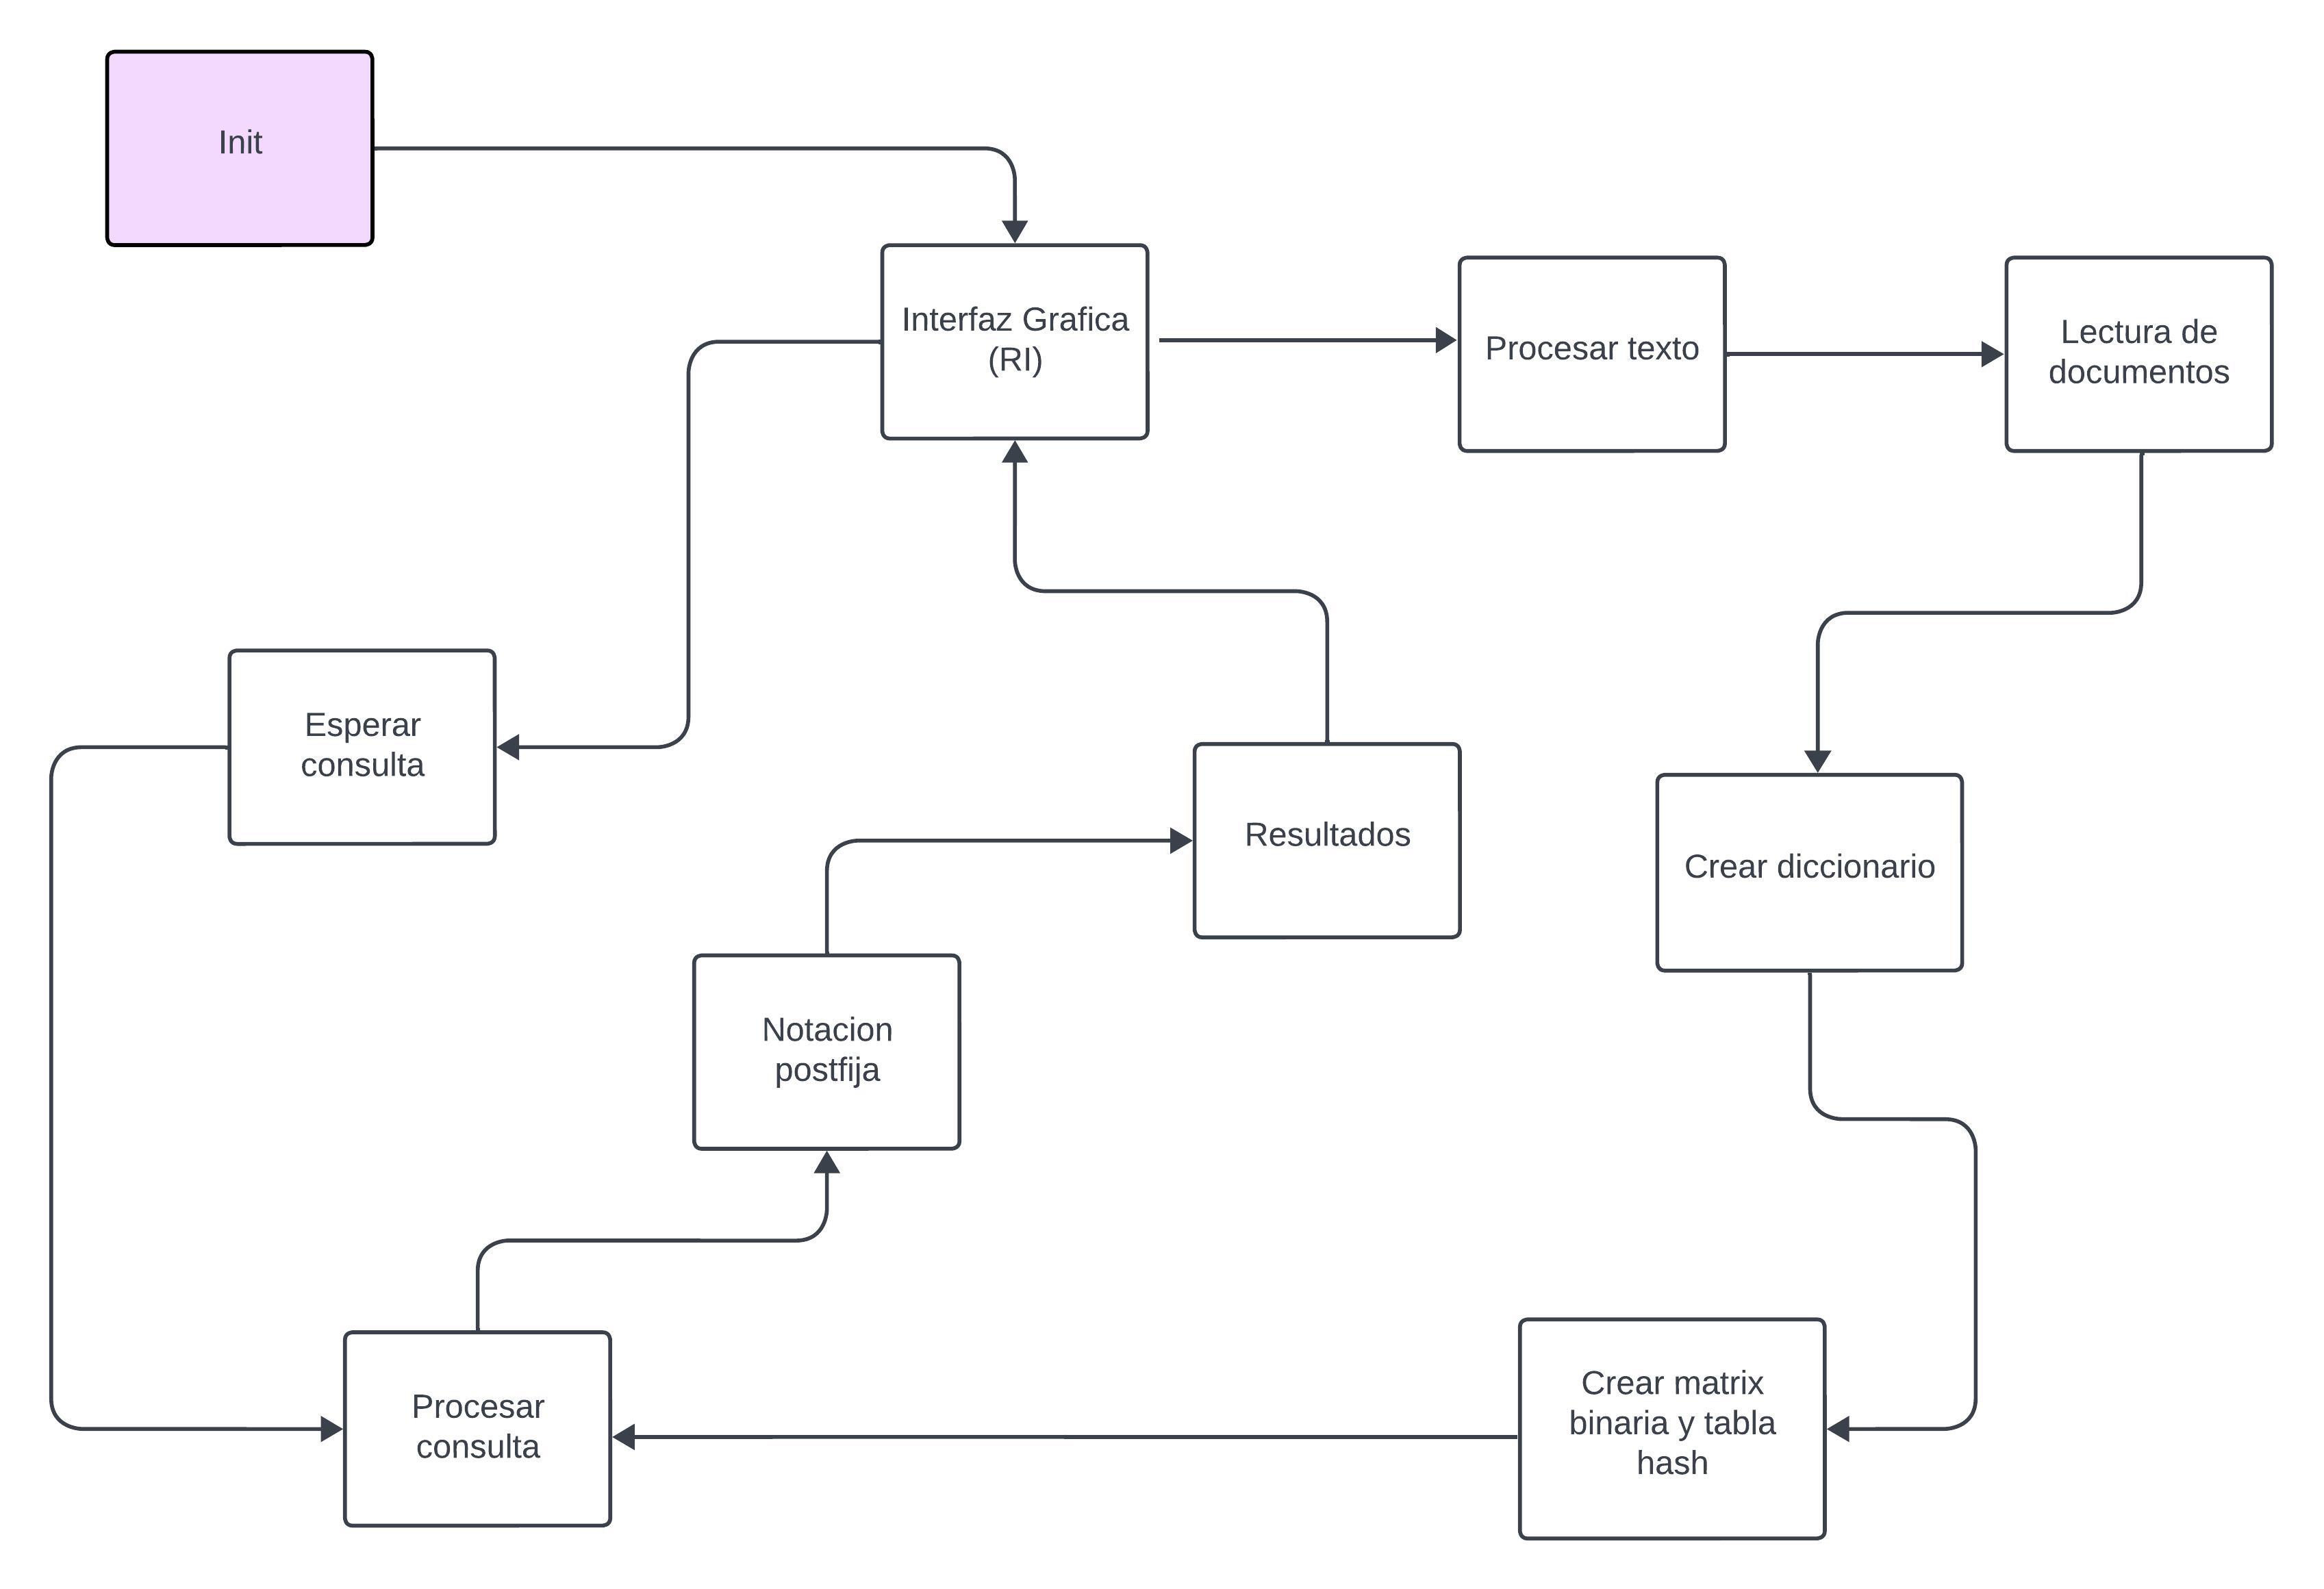 Init
Interfaz Grafica
(RI)
Procesar texto
Lectura de
documentos
Esperar
consulta
Resultados
Crear diccionario
Notacion
postfija
Procesar
consulta
Crear matrix
binaria y tabla
hash